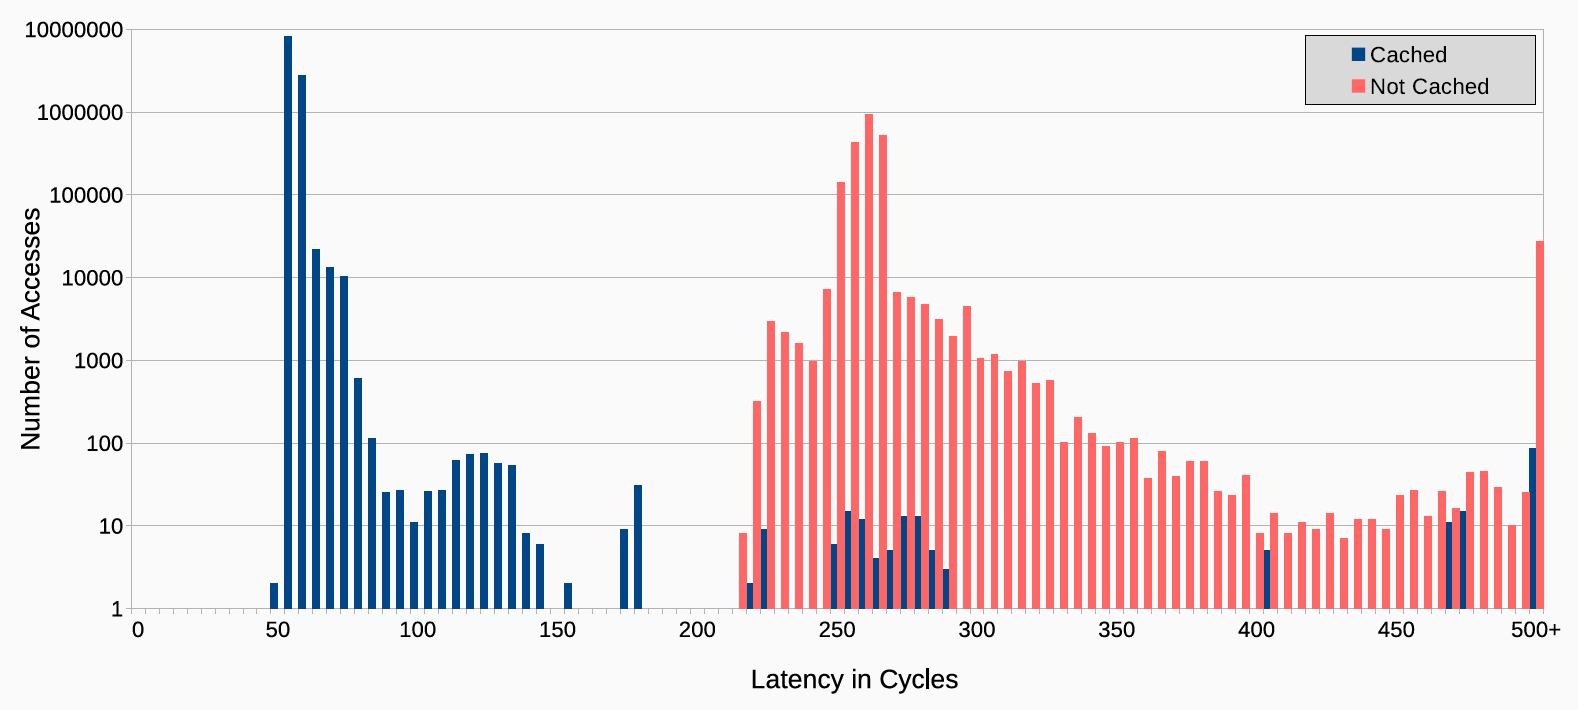 10000000
1000000
100000
10000
1000
100
10
1
Number of Accesses
Cached
Not Cached
0 50 100 150 200 250 300 350 400 450 500+
Latency in Cycles